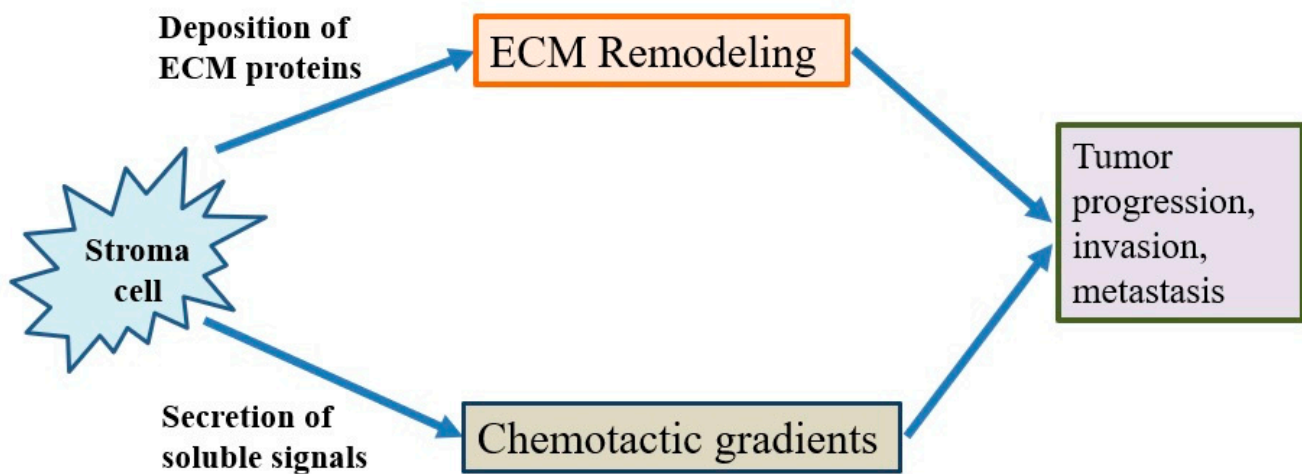 Deposition of
ECM proteins
ECM Remodeling
Stroma
cell
Tumor
progression,
invasion,
metastasis
Secretion of
soluble signals
Chemotactic gradients